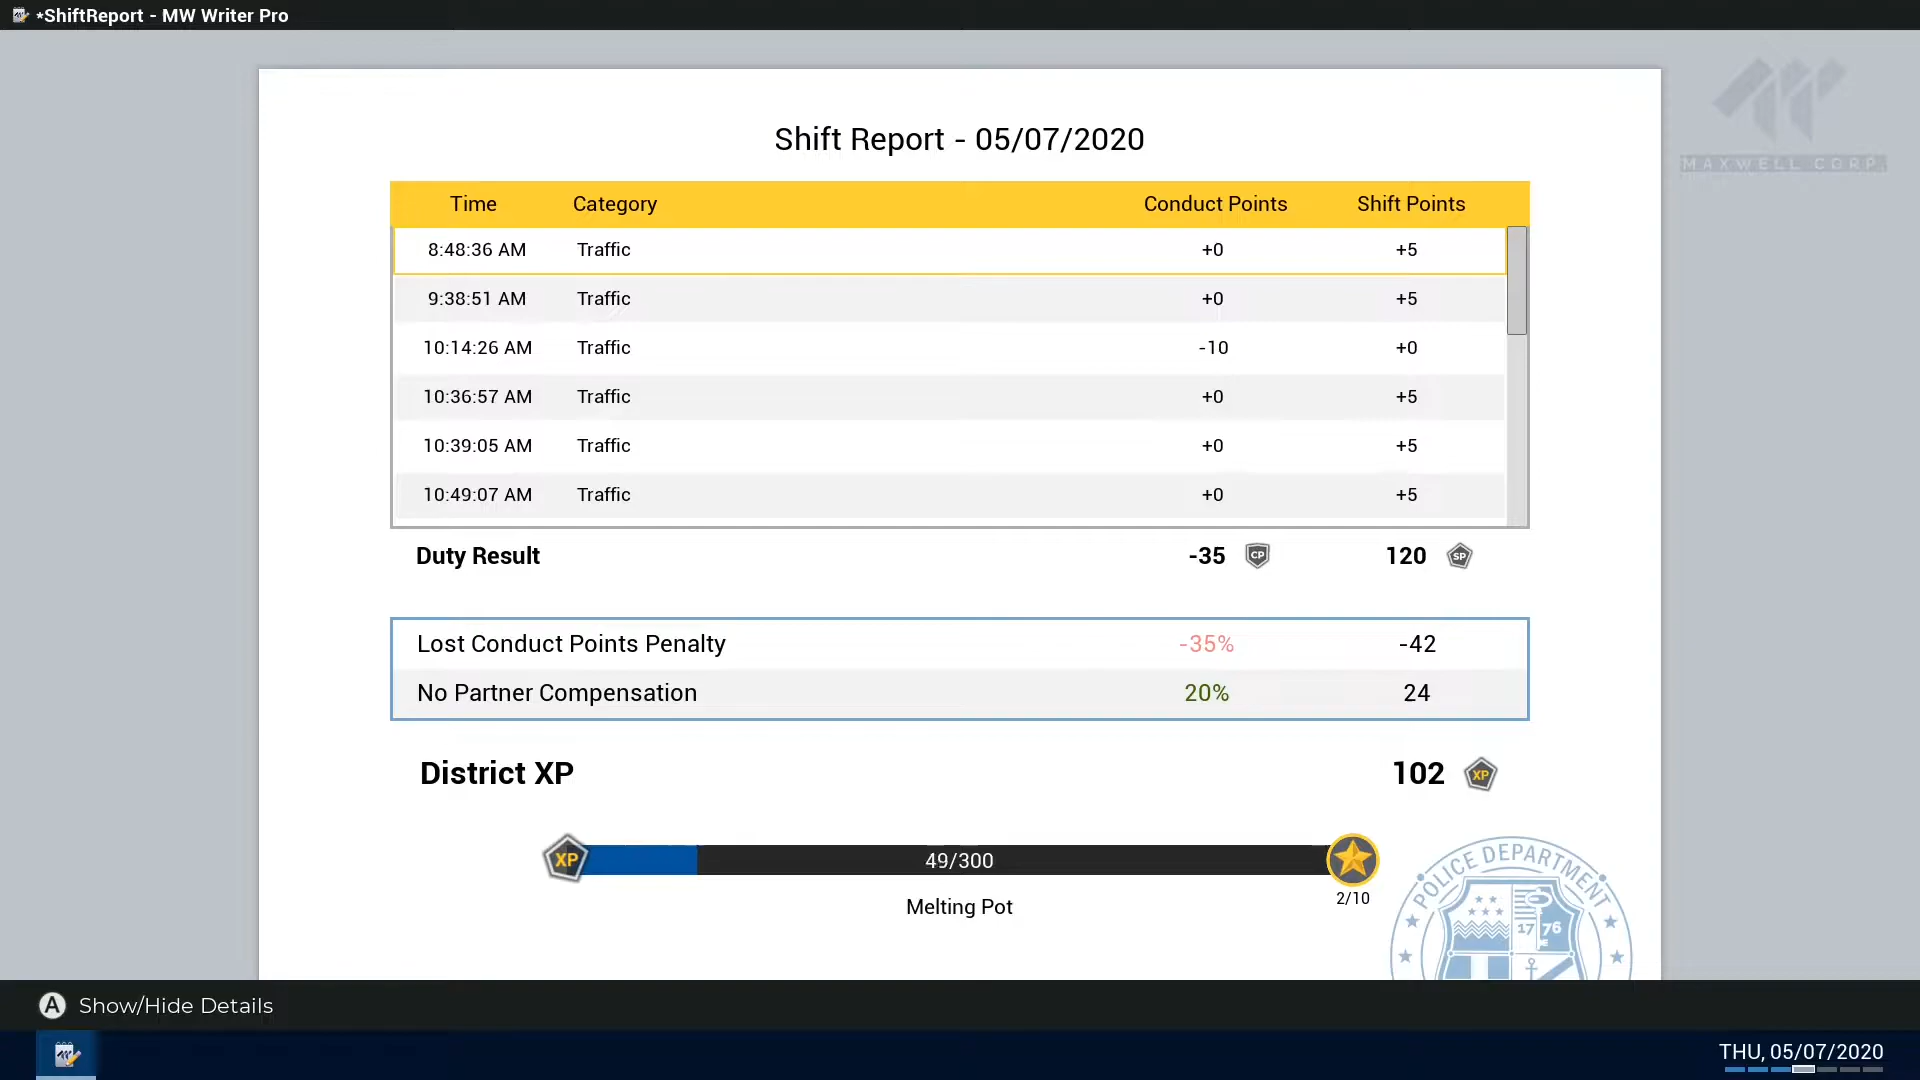 *ShiftReport - MW Writer Pro
MAXWELL CORP
Shift Report - 05/07/2020
Time Category Conduct Points Shift Points
8:48:36 AM Traffic +0 +5
9:38:51 AM Traffic +0 +5
10:14:26 AM Traffic -10 +0
10:36:57 AM Traffic +0 +5
10:39:05 AM Traffic +0 +5
10:49:07 AM Traffic +0 +5
Duty Result -35 CP 120 SP
Lost Conduct Points Penalty -35% -42
No Partner Compensation 20% 24
District XP 102 XP
XP 49/300
2/10
Melting Pot
POLICE DEPARTMENT
17 76
A Show/Hide Details
THU, 05/07/2020